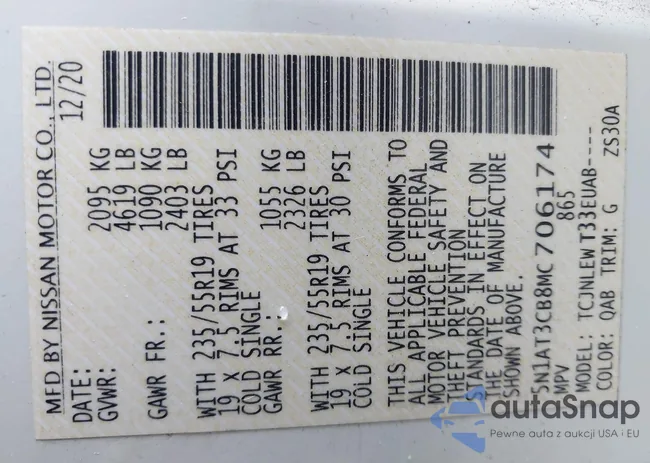 MFD BY NISSAN MOTOR CO., LTD.
DATE: 12/20
GVWR: 2095 KG
4619 LB
GAWR FR.: 1090 KG
2403 LB
WITH 235/55R19 TIRES
19 X 7.5 RIMS AT 33 PSI
COLD SINGLE
GAWR RR.: 1055 KG
2326 LB
WITH 235/55R19 TIRES
19 X 7.5 RIMS AT 30 PSI
COLD SINGLE
THIS VEHICLE CONFORMS TO
ALL APPLICABLE FEDERAL
MOTOR VEHICLE SAFETY AND
THEFT PREVENTION
STANDARDS IN EFFECT ON
THE DATE OF MANUFACTURE
SHOWN ABOVE.
5N1AT3CB8MC706174
MPV 865
MODEL: TCJNLEW T33EUAB----
COLOR: QAB TRIM: G ZS30A
autaSnap
Pewne auta z aukcji USA i EU